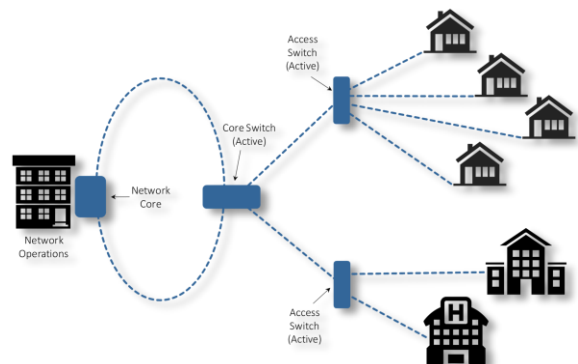 Access
Switch
(Active)
Core Switch
(Active)
Network
Core
Network
Operations
Access
Switch
(Active)
H